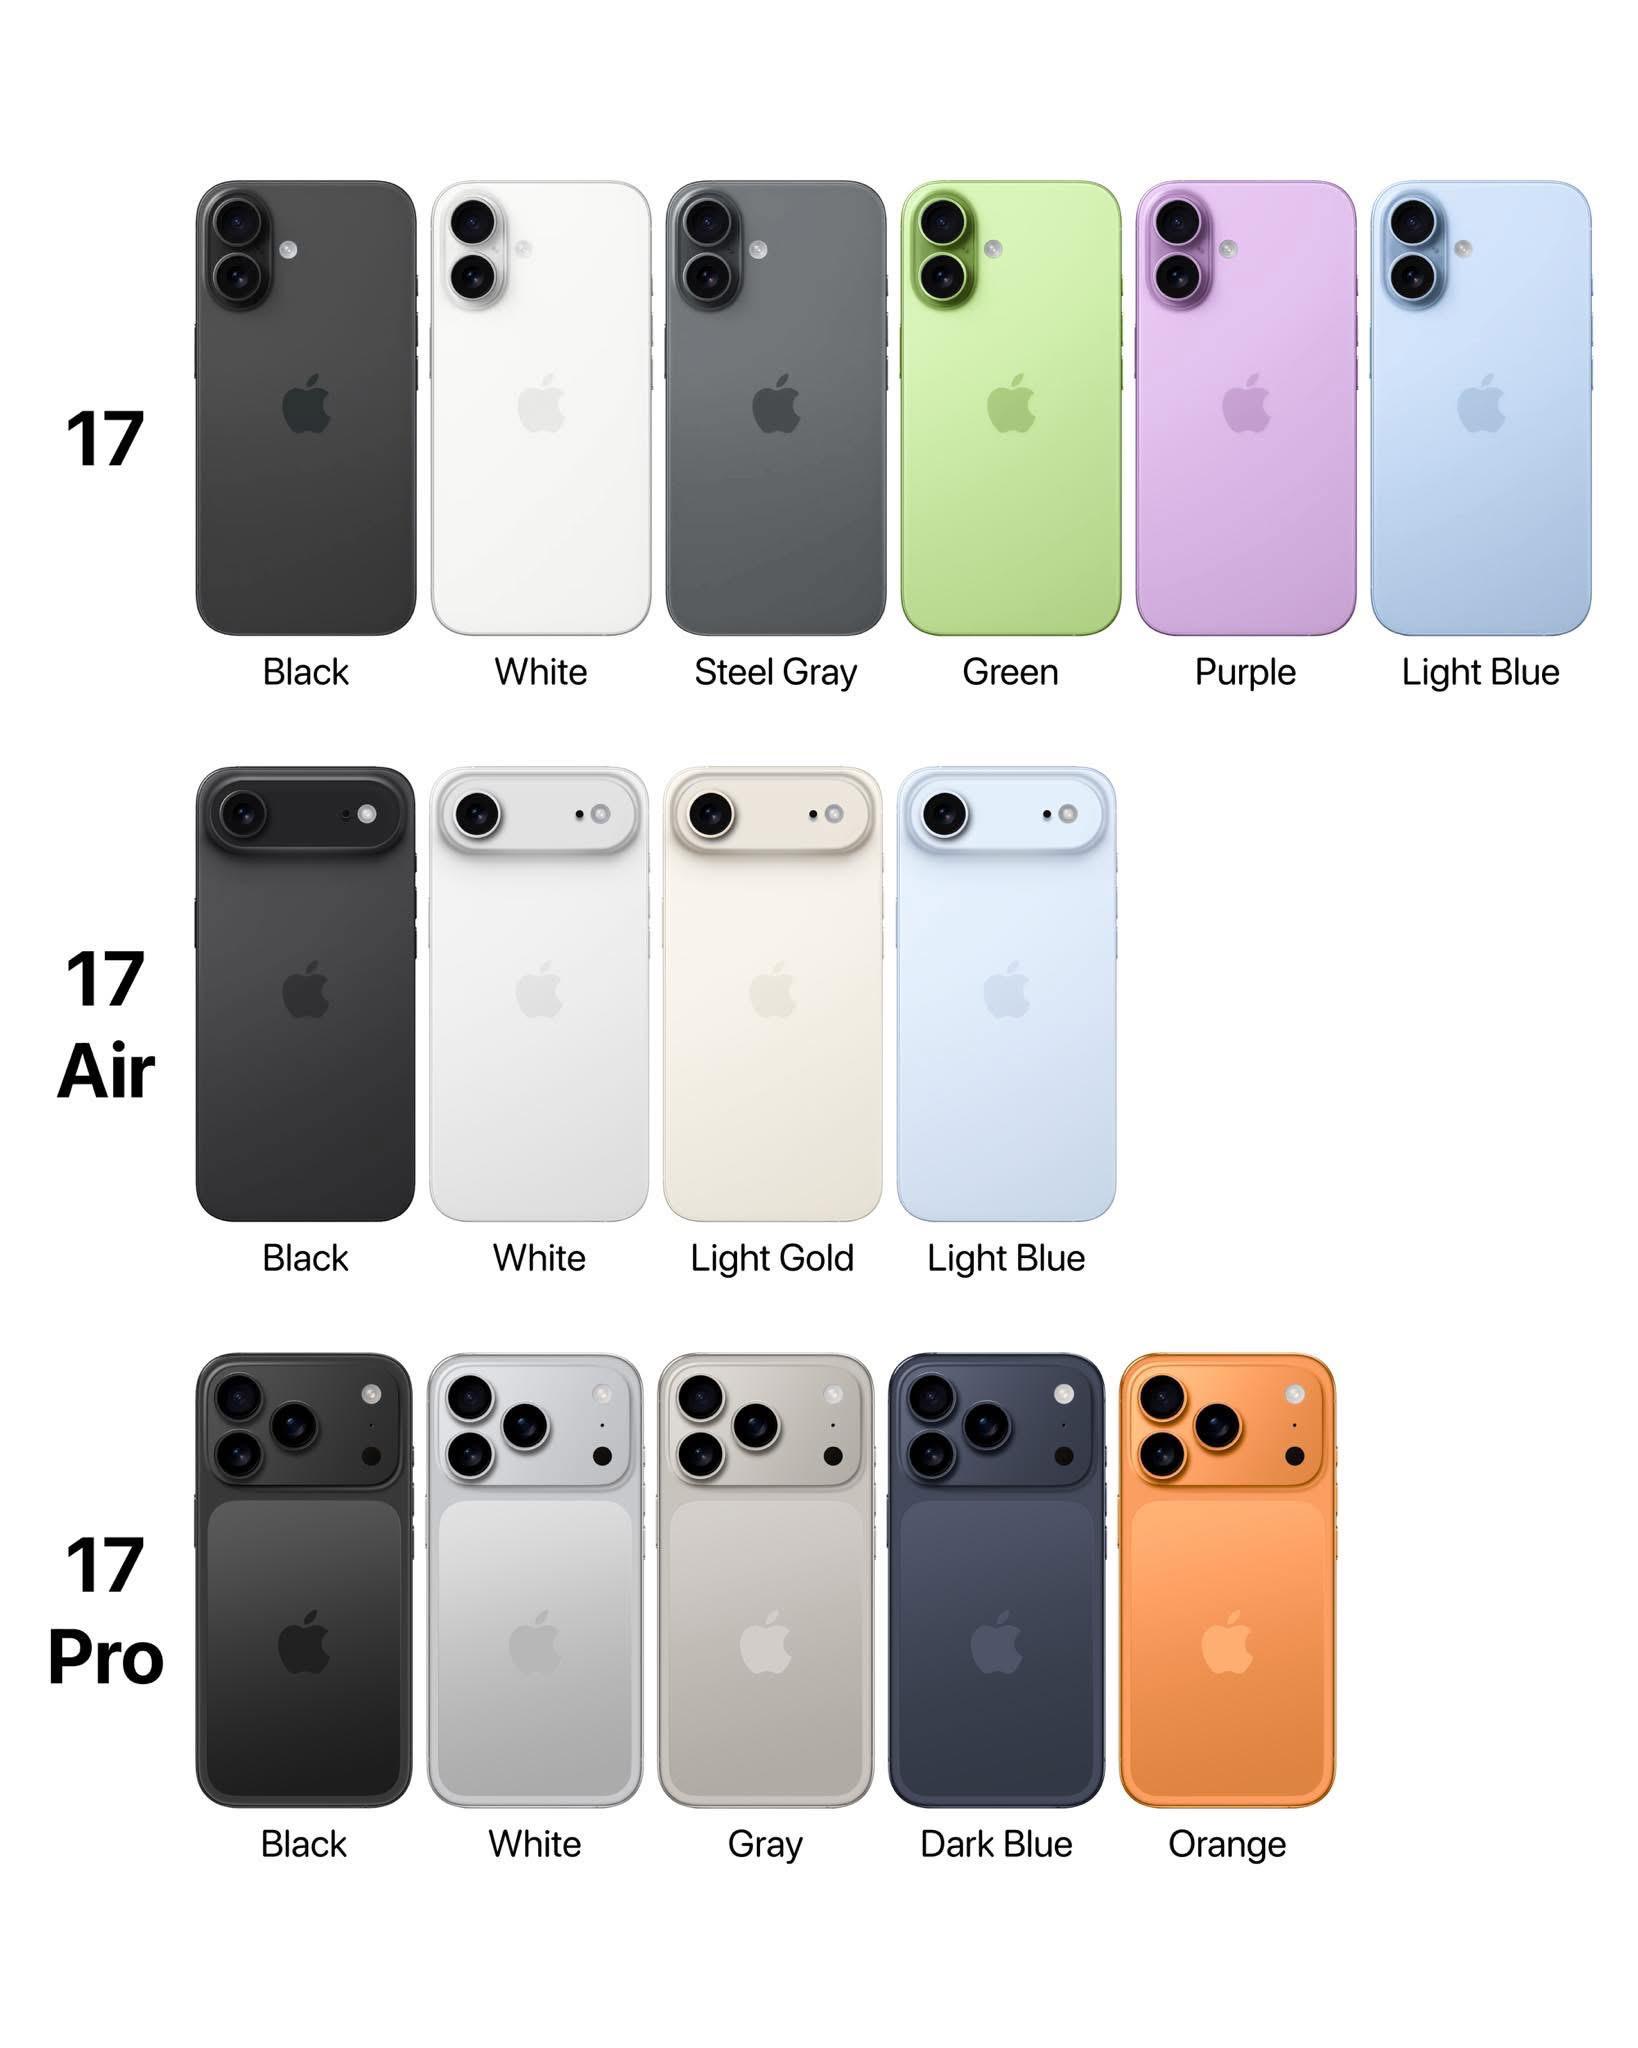 17
Black White Steel Gray Green Purple Light Blue
17
Air
Black White Light Gold Light Blue
17
Pro
Black White Gray Dark Blue Orange